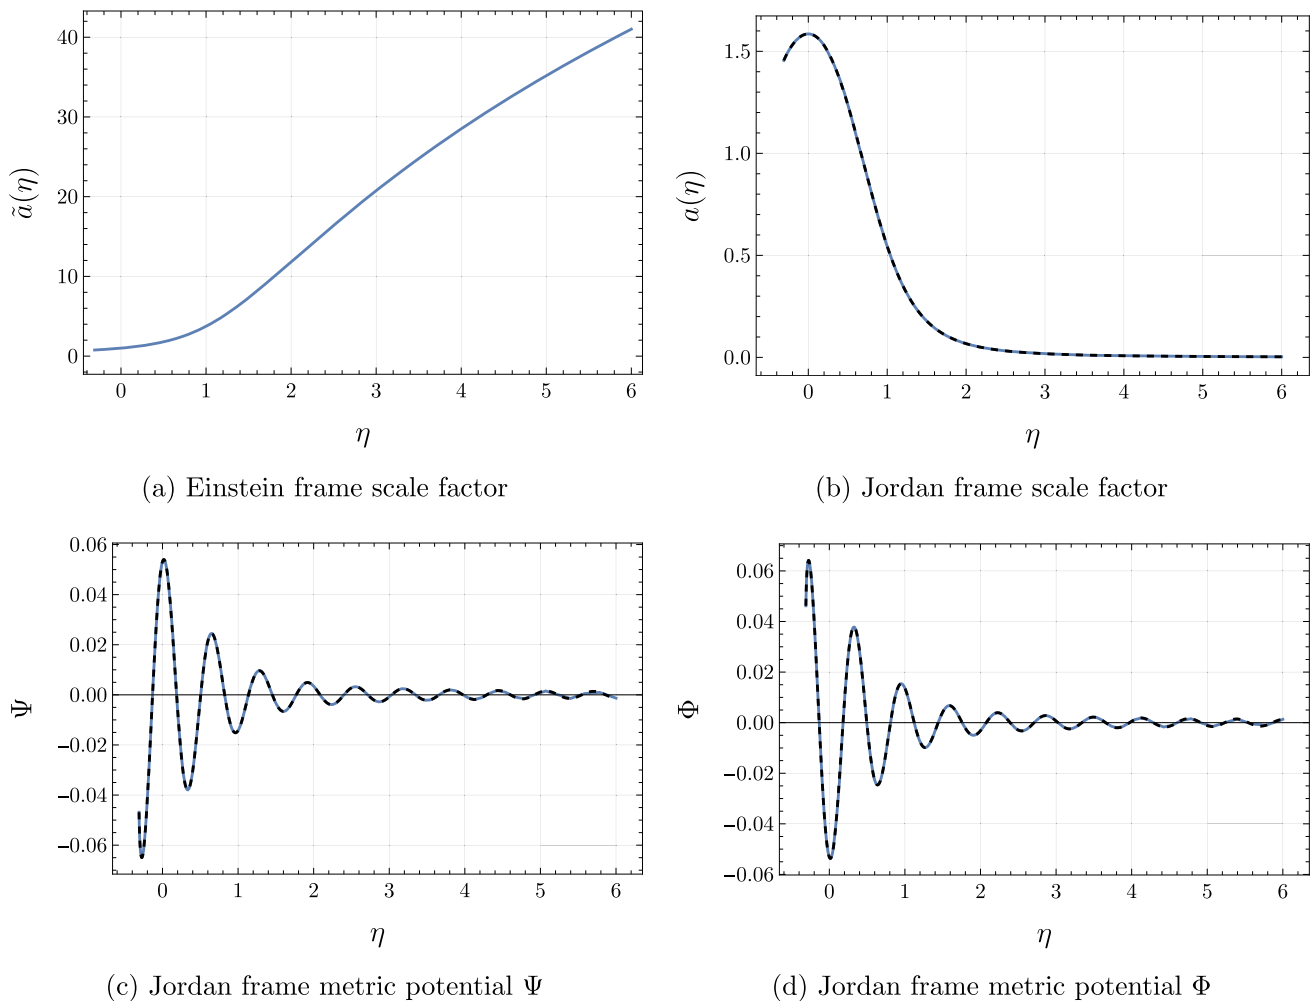 40
30
20
10
0
ã(η)
0 1 2 3 4 5 6
η
(a) Einstein frame scale factor
1.5
1.0
0.5
0.0
a(η)
0 1 2 3 4 5 6
η
(b) Jordan frame scale factor
0.06
0.04
0.02
0.00
−0.02
−0.04
−0.06
Ψ
0 1 2 3 4 5 6
η
(c) Jordan frame metric potential Ψ
0.06
0.04
0.02
0.00
−0.02
−0.04
−0.06
Φ
0 1 2 3 4 5 6
η
(d) Jordan frame metric potential Φ